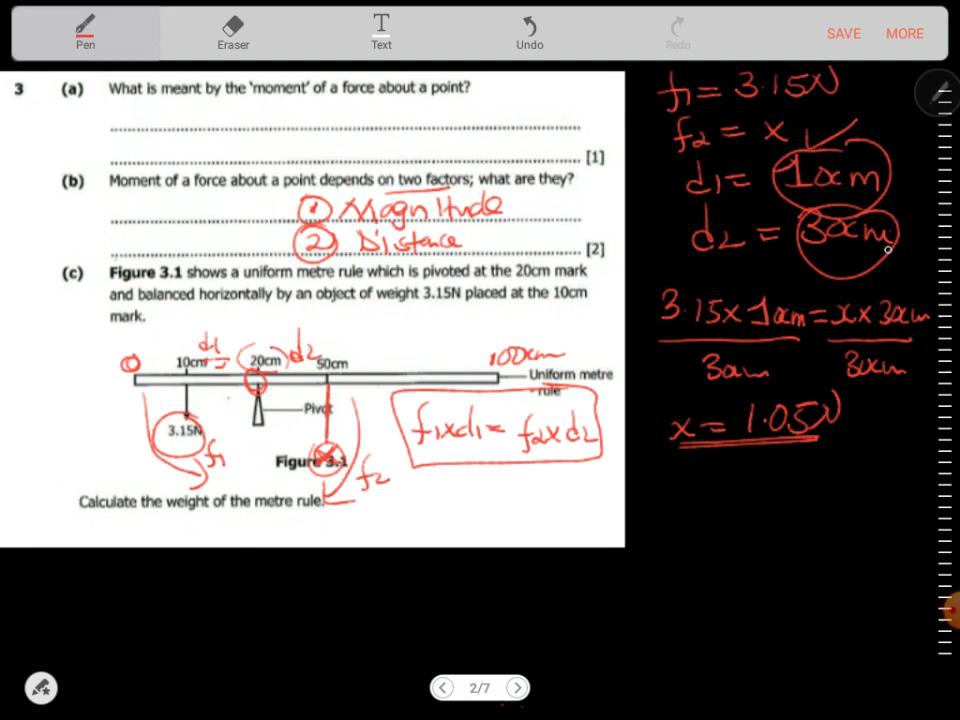 Pen Eraser T Text Undo Redo SAVE MORE
3 (a) What is meant by the 'moment' of a force about a point?
[1]
(b) Moment of a force about a point depends on two factors; what are they?
① Magnitude
② Distance
[2]
(c) Figure 3.1 shows a uniform metre rule which is pivoted at the 20cm mark
and balanced horizontally by an object of weight 3.15N placed at the 10cm
mark.
d1 = d2
0 10cm 20cm 50cm 100cm
Uniform metre
rule
Pivot
3.15N f1
f1xd1 = f2xd2
Figure 3.1 x f2
Calculate the weight of the metre rule.
f1 = 3.15N
f2 = x
d1 = 10cm
d2 = 30cm
3.15 x 10cm = x x 30cm
30cm 30cm
x = 1.05N
2/7